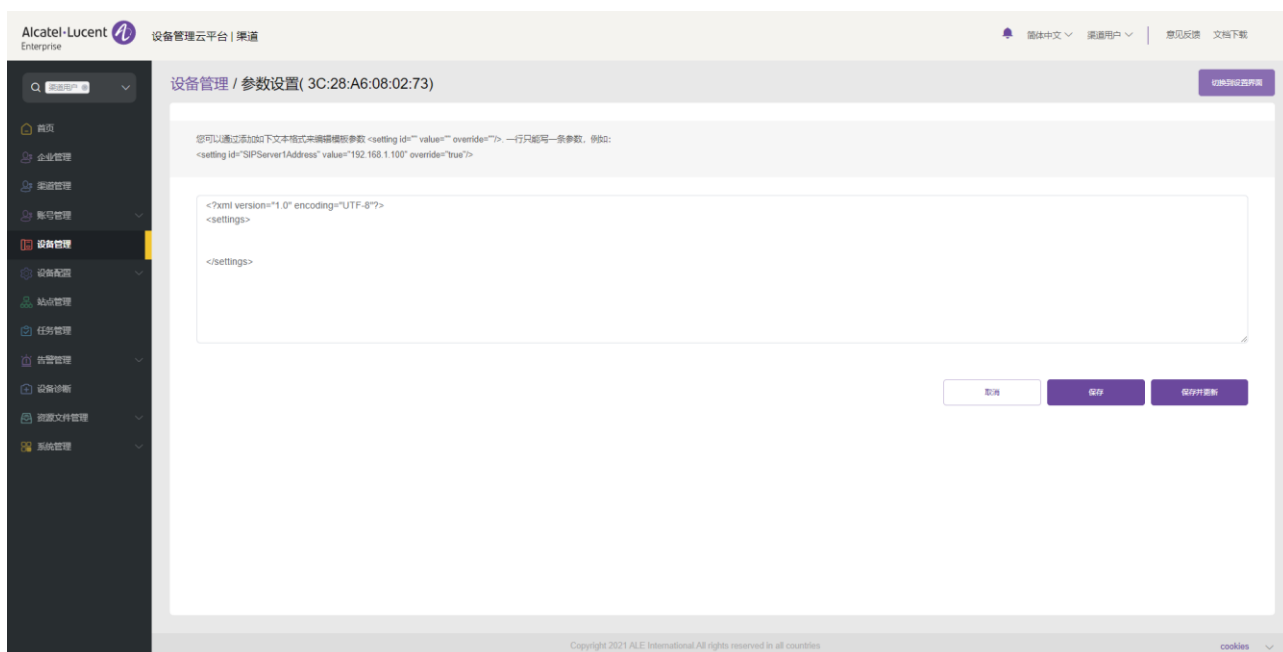 Alcatel·Lucent
Enterprise
设备管理云平台 | 渠道
简体中文
渠道用户
意见反馈
文档下载
渠道用户
设备管理 / 参数设置( 3C:28:A6:08:02:73)
切换到设置界面
首页
企业管理
渠道管理
账号管理
设备管理
设备配置
站点管理
任务管理
告警管理
设备诊断
资源文件管理
系统管理
您可以通过添加如下文本格式来编辑模板参数 <setting id="" value="" override=""/>. 一行只能写一条参数，例如:
<setting id="SIPServer1Address" value="192.168.1.100" override="true"/>
<?xml version="1.0" encoding="UTF-8"?>
<settings>
</settings>
取消
保存
保存并更新
Copyright 2021 ALE International.All rights reserved in all countries
cookies